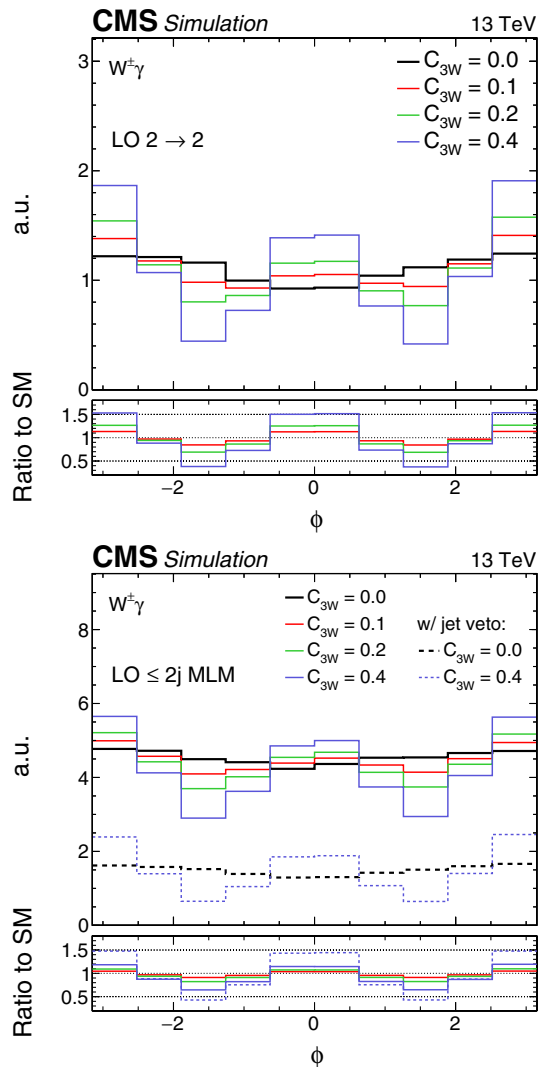 CMS Simulation 13 TeV
W±γ
LO 2 → 2
C3W = 0.0
C3W = 0.1
C3W = 0.2
C3W = 0.4
a.u.
3
2
1
0
Ratio to SM
1.5
1.0
0.5
−2 0 2
ϕ
CMS Simulation 13 TeV
W±γ
LO ≤ 2j MLM
C3W = 0.0
C3W = 0.1
C3W = 0.2
C3W = 0.4
w/ jet veto:
C3W = 0.0
C3W = 0.4
a.u.
8
6
4
2
0
Ratio to SM
1.5
1.0
0.5
−2 0 2
ϕ